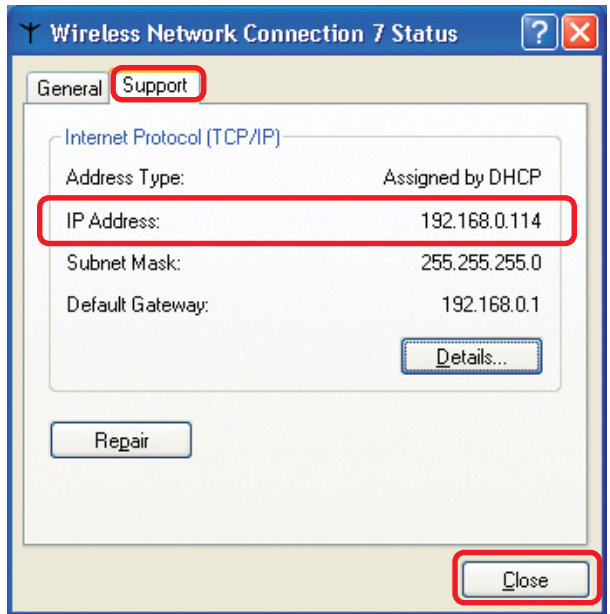 Wireless Network Connection 7 Status
General Support
Internet Protocol (TCP/IP)
Address Type: Assigned by DHCP
IP Address: 192.168.0.114
Subnet Mask: 255.255.255.0
Default Gateway: 192.168.0.1
Details...
Repair
Close